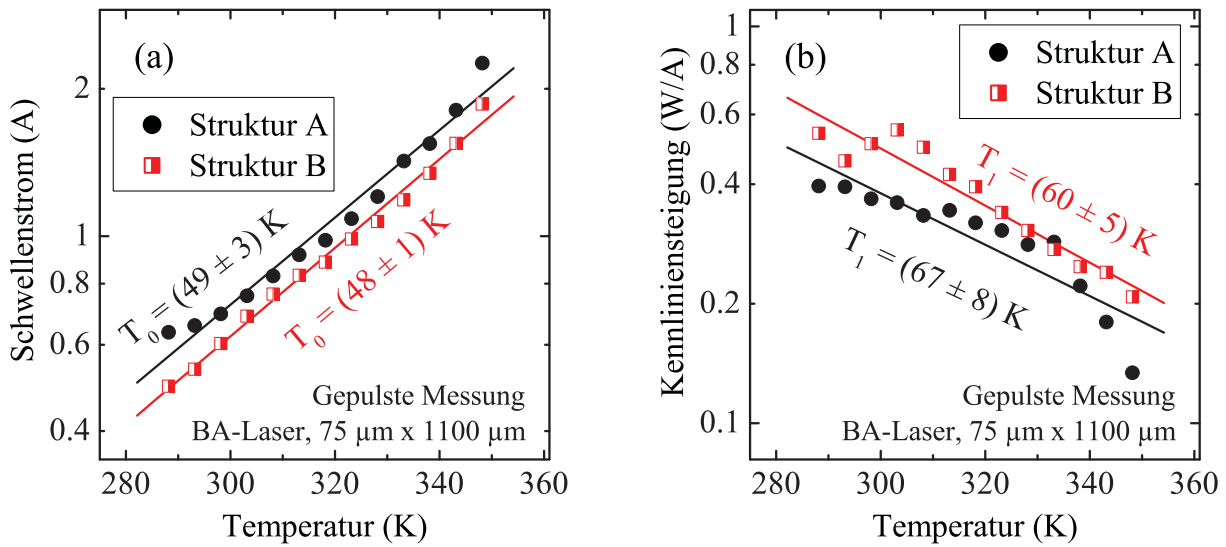 (a)
Struktur A
Struktur B
T₀ = (49 ± 3) K
T₀ = (48 ± 1) K
Gepulste Messung
BA-Laser, 75 µm x 1100 µm
Schwellenstrom (A)
2
1
0.8
0.6
0.4
280 300 320 340 360
Temperatur (K)
(b)
Struktur A
Struktur B
T₁ = (60 ± 5) K
T₁ = (67 ± 8) K
Gepulste Messung
BA-Laser, 75 µm x 1100 µm
Kennliniensteigung (W/A)
1
0.8
0.6
0.4
0.2
0.1
280 300 320 340 360
Temperatur (K)